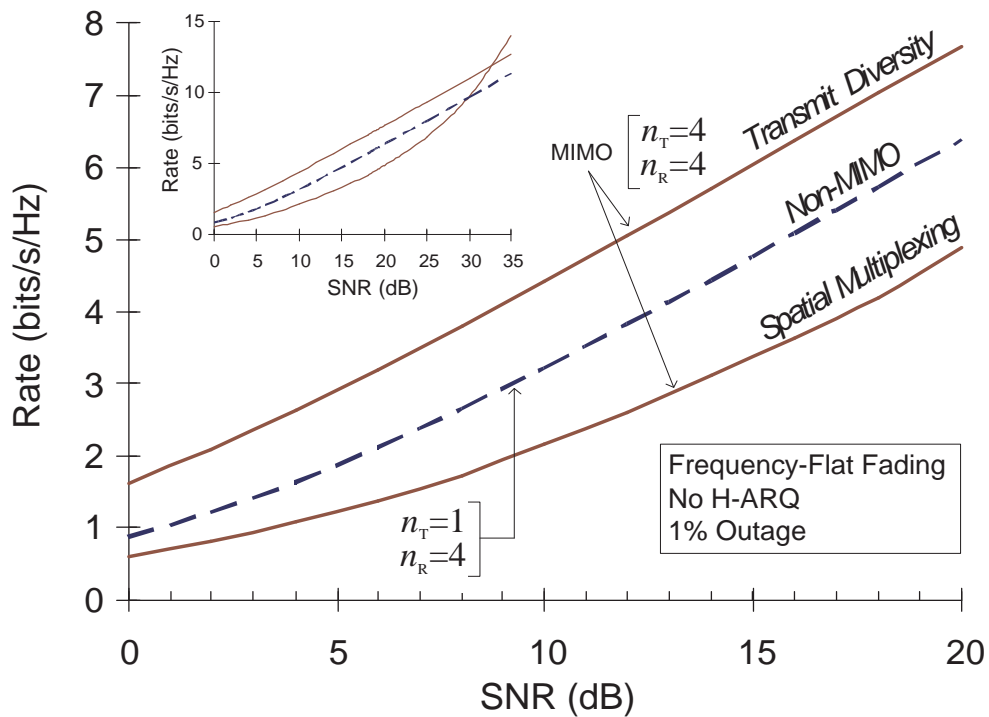 8
7
6
5
4
3
2
1
0
Rate (bits/s/Hz)
0
5
10
15
20
SNR (dB)
15
10
5
0
Rate (bits/s/Hz)
0
5
10
15
20
25
30
35
SNR (dB)
Transmit Diversity
Non-MIMO
Spatial Multiplexing
MIMO
nT=4
nR=4
nT=1
nR=4
Frequency-Flat Fading
No H-ARQ
1% Outage